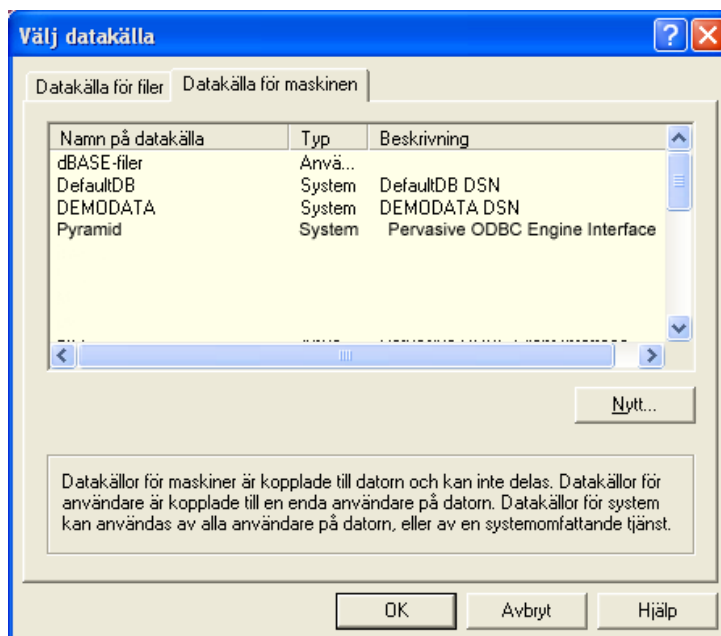 Välj datakälla
Datakälla för filer Datakälla för maskinen
Namn på datakälla Typ Beskrivning
dBASE-filer Anvä...
DefaultDB System DefaultDB DSN
DEMODATA System DEMODATA DSN
Pyramid System Pervasive ODBC Engine Interface
Nytt...
Datakällor för maskiner är kopplade till datorn och kan inte delas. Datakällor för
användare är kopplade till en enda användare på datorn. Datakällor för system
kan användas av alla användare på datorn, eller av en systemomfattande tjänst.
OK Avbryt Hjälp